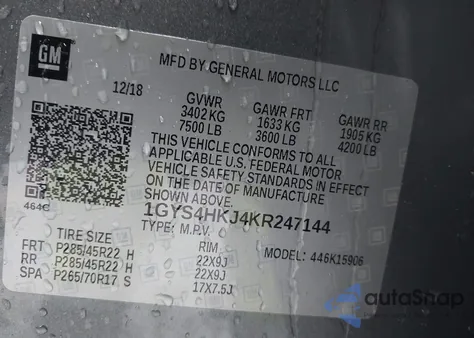 GM
MFD BY GENERAL MOTORS LLC
12/18
GVWR GAWR FRT GAWR RR
3402 KG 1633 KG 1905 KG
7500 LB 3600 LB 4200 LB
THIS VEHICLE CONFORMS TO ALL
APPLICABLE U.S. FEDERAL MOTOR
VEHICLE SAFETY STANDARDS IN EFFECT
ON THE DATE OF MANUFACTURE
SHOWN ABOVE.
464C
1GYS4HKJ4KR247144
TYPE: M.P.V. MODEL: 446K15906
TIRE SIZE RIM
FRT P285/45R22 H 22X9J
RR P285/45R22 H 22X9J
SPA P265/70R17 S 17X7.5J
autoSnap